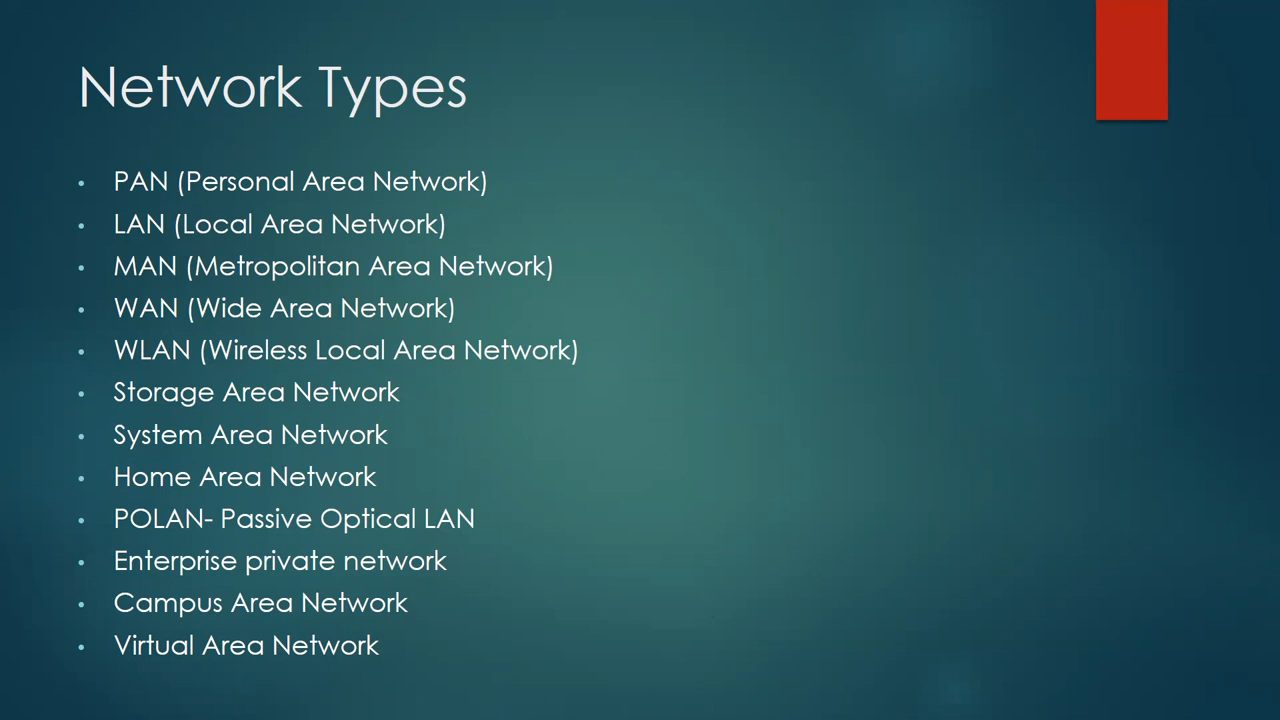 Network Types
• PAN (Personal Area Network)
• LAN (Local Area Network)
• MAN (Metropolitan Area Network)
• WAN (Wide Area Network)
• WLAN (Wireless Local Area Network)
• Storage Area Network
• System Area Network
• Home Area Network
• POLAN- Passive Optical LAN
• Enterprise private network
• Campus Area Network
• Virtual Area Network